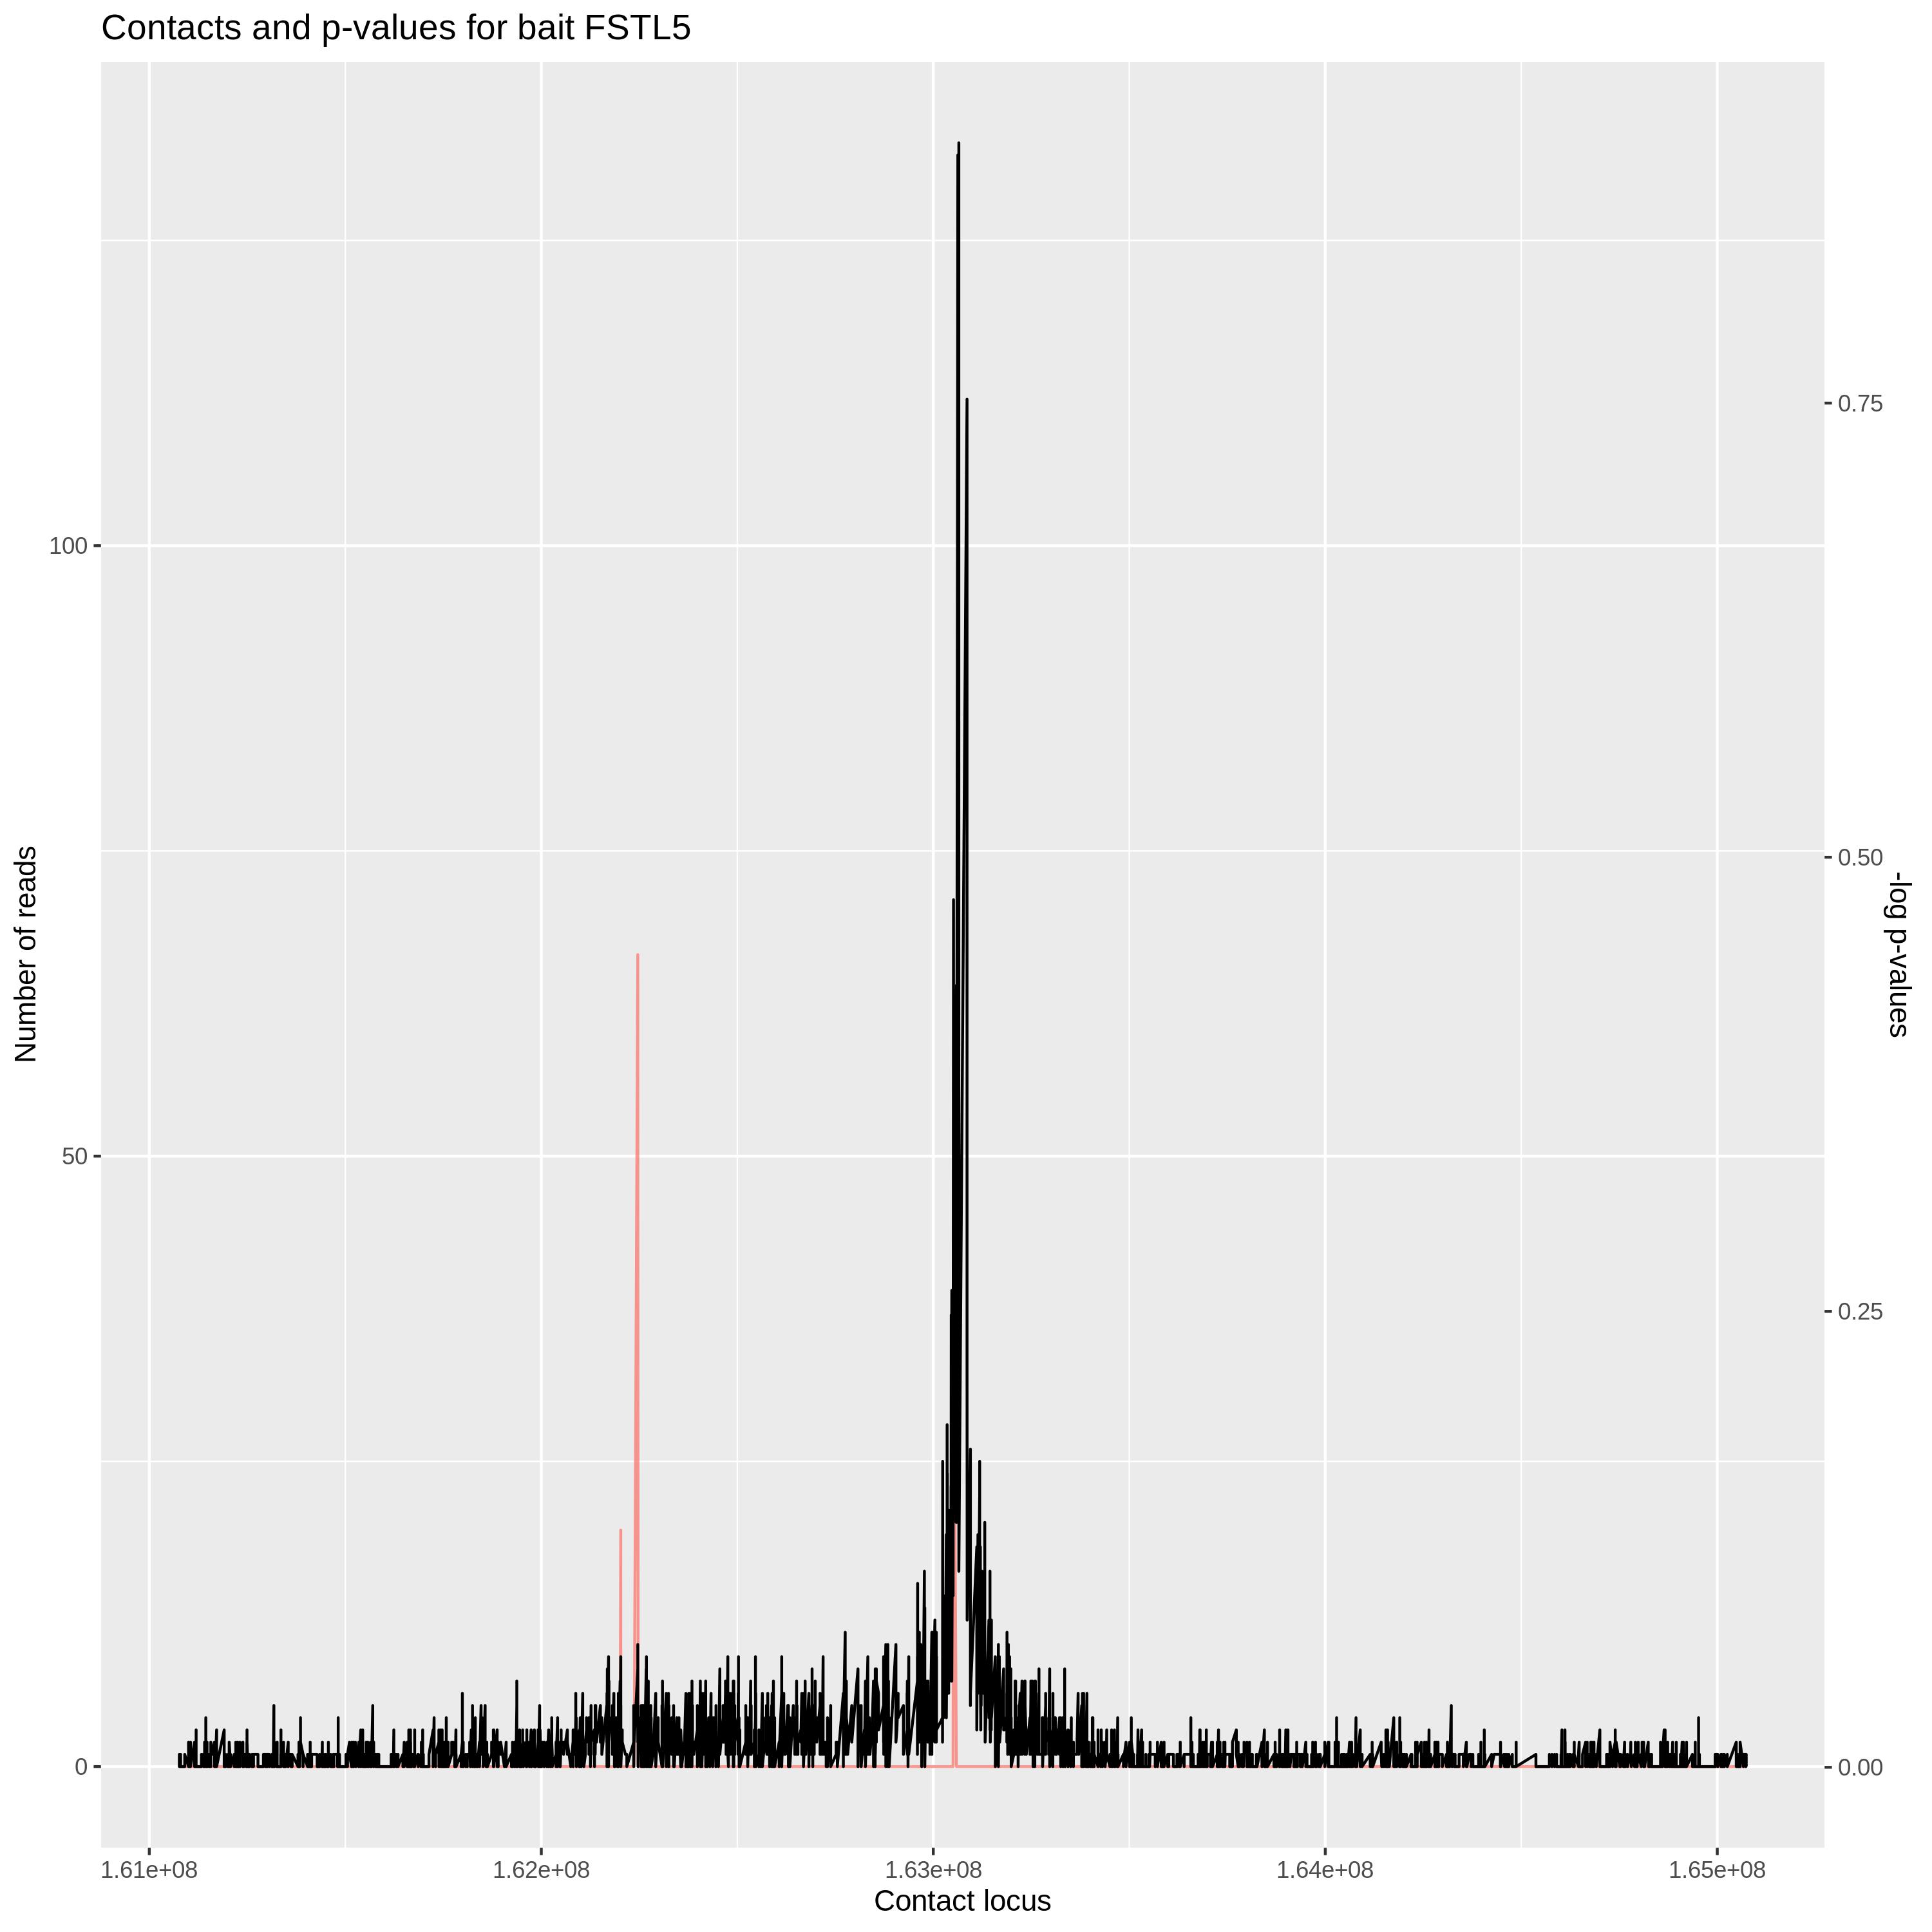 Contacts and p-values for bait FSTL5
Number of reads
100
50
0
0.75
0.50
0.25
0.00
-log p-values
1.61e+08
1.62e+08
1.63e+08
1.64e+08
1.65e+08
Contact locus